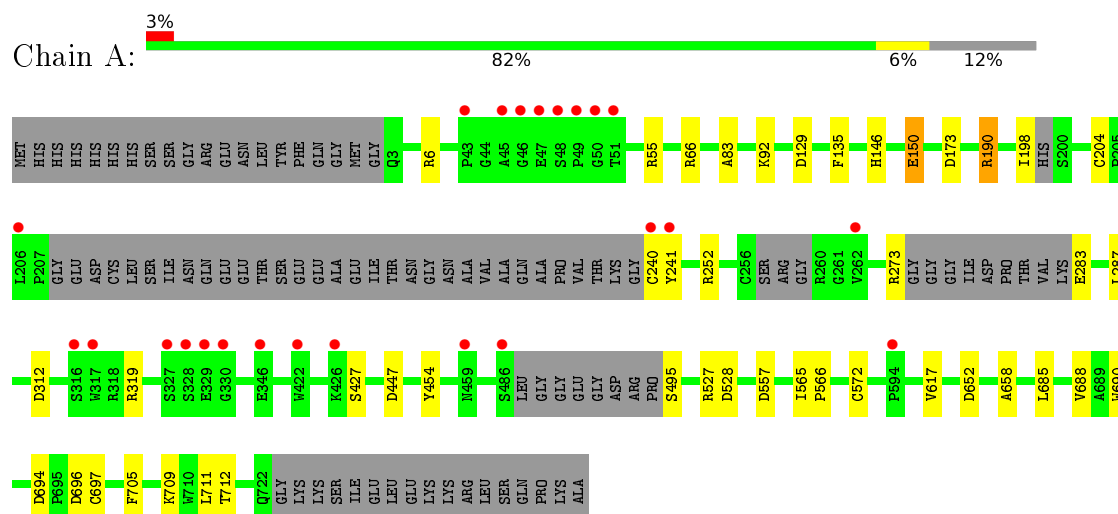 3%
Chain A:
82% 6% 12%
MET HIS HIS HIS HIS HIS HIS SER SER GLY ARG GLU ASN LEU TYR PHE GLN GLY MET GLY Q3 R6 P43 G44 A45 C46 E47 S48 P49 G50 T51 R55 R66 A83 K92 D129 F135 H146 E150 D173 R190 I198 HIS S200 C204 P205
L206 P207 GLY GLU ASP CYS LEU SER ILE ASN GLN GLU GLU THR SER GLU GLU ALA GLU ILE THR ASN GLY ASN ALA VAL ALA GLN ALA PRO VAL THR LYS GLY C240 Y241 R252 C256 SER ARG GLY R260 G261 V262 R273 GLY GLY GLY ILE ASP PRO THR VAL LYS E283 L287
D312 S316 W317 R318 R319 S327 S328 E329 G330 E346 W422 K426 S427 D447 Y454 N459 S486 LEU GLY GLY GLU GLY ASP ARG PRO S495 R527 D528 D557 I565 P566 C572 P594 V617 D652 A658 L685 V688 A689 W690
D694 P695 D696 C697 F705 K709 W710 L711 T712 Q722 GLY LYS LYS SER ILE GLU LEU GLU LYS LYS ARG LEU SER GLN PRO LYS ALA